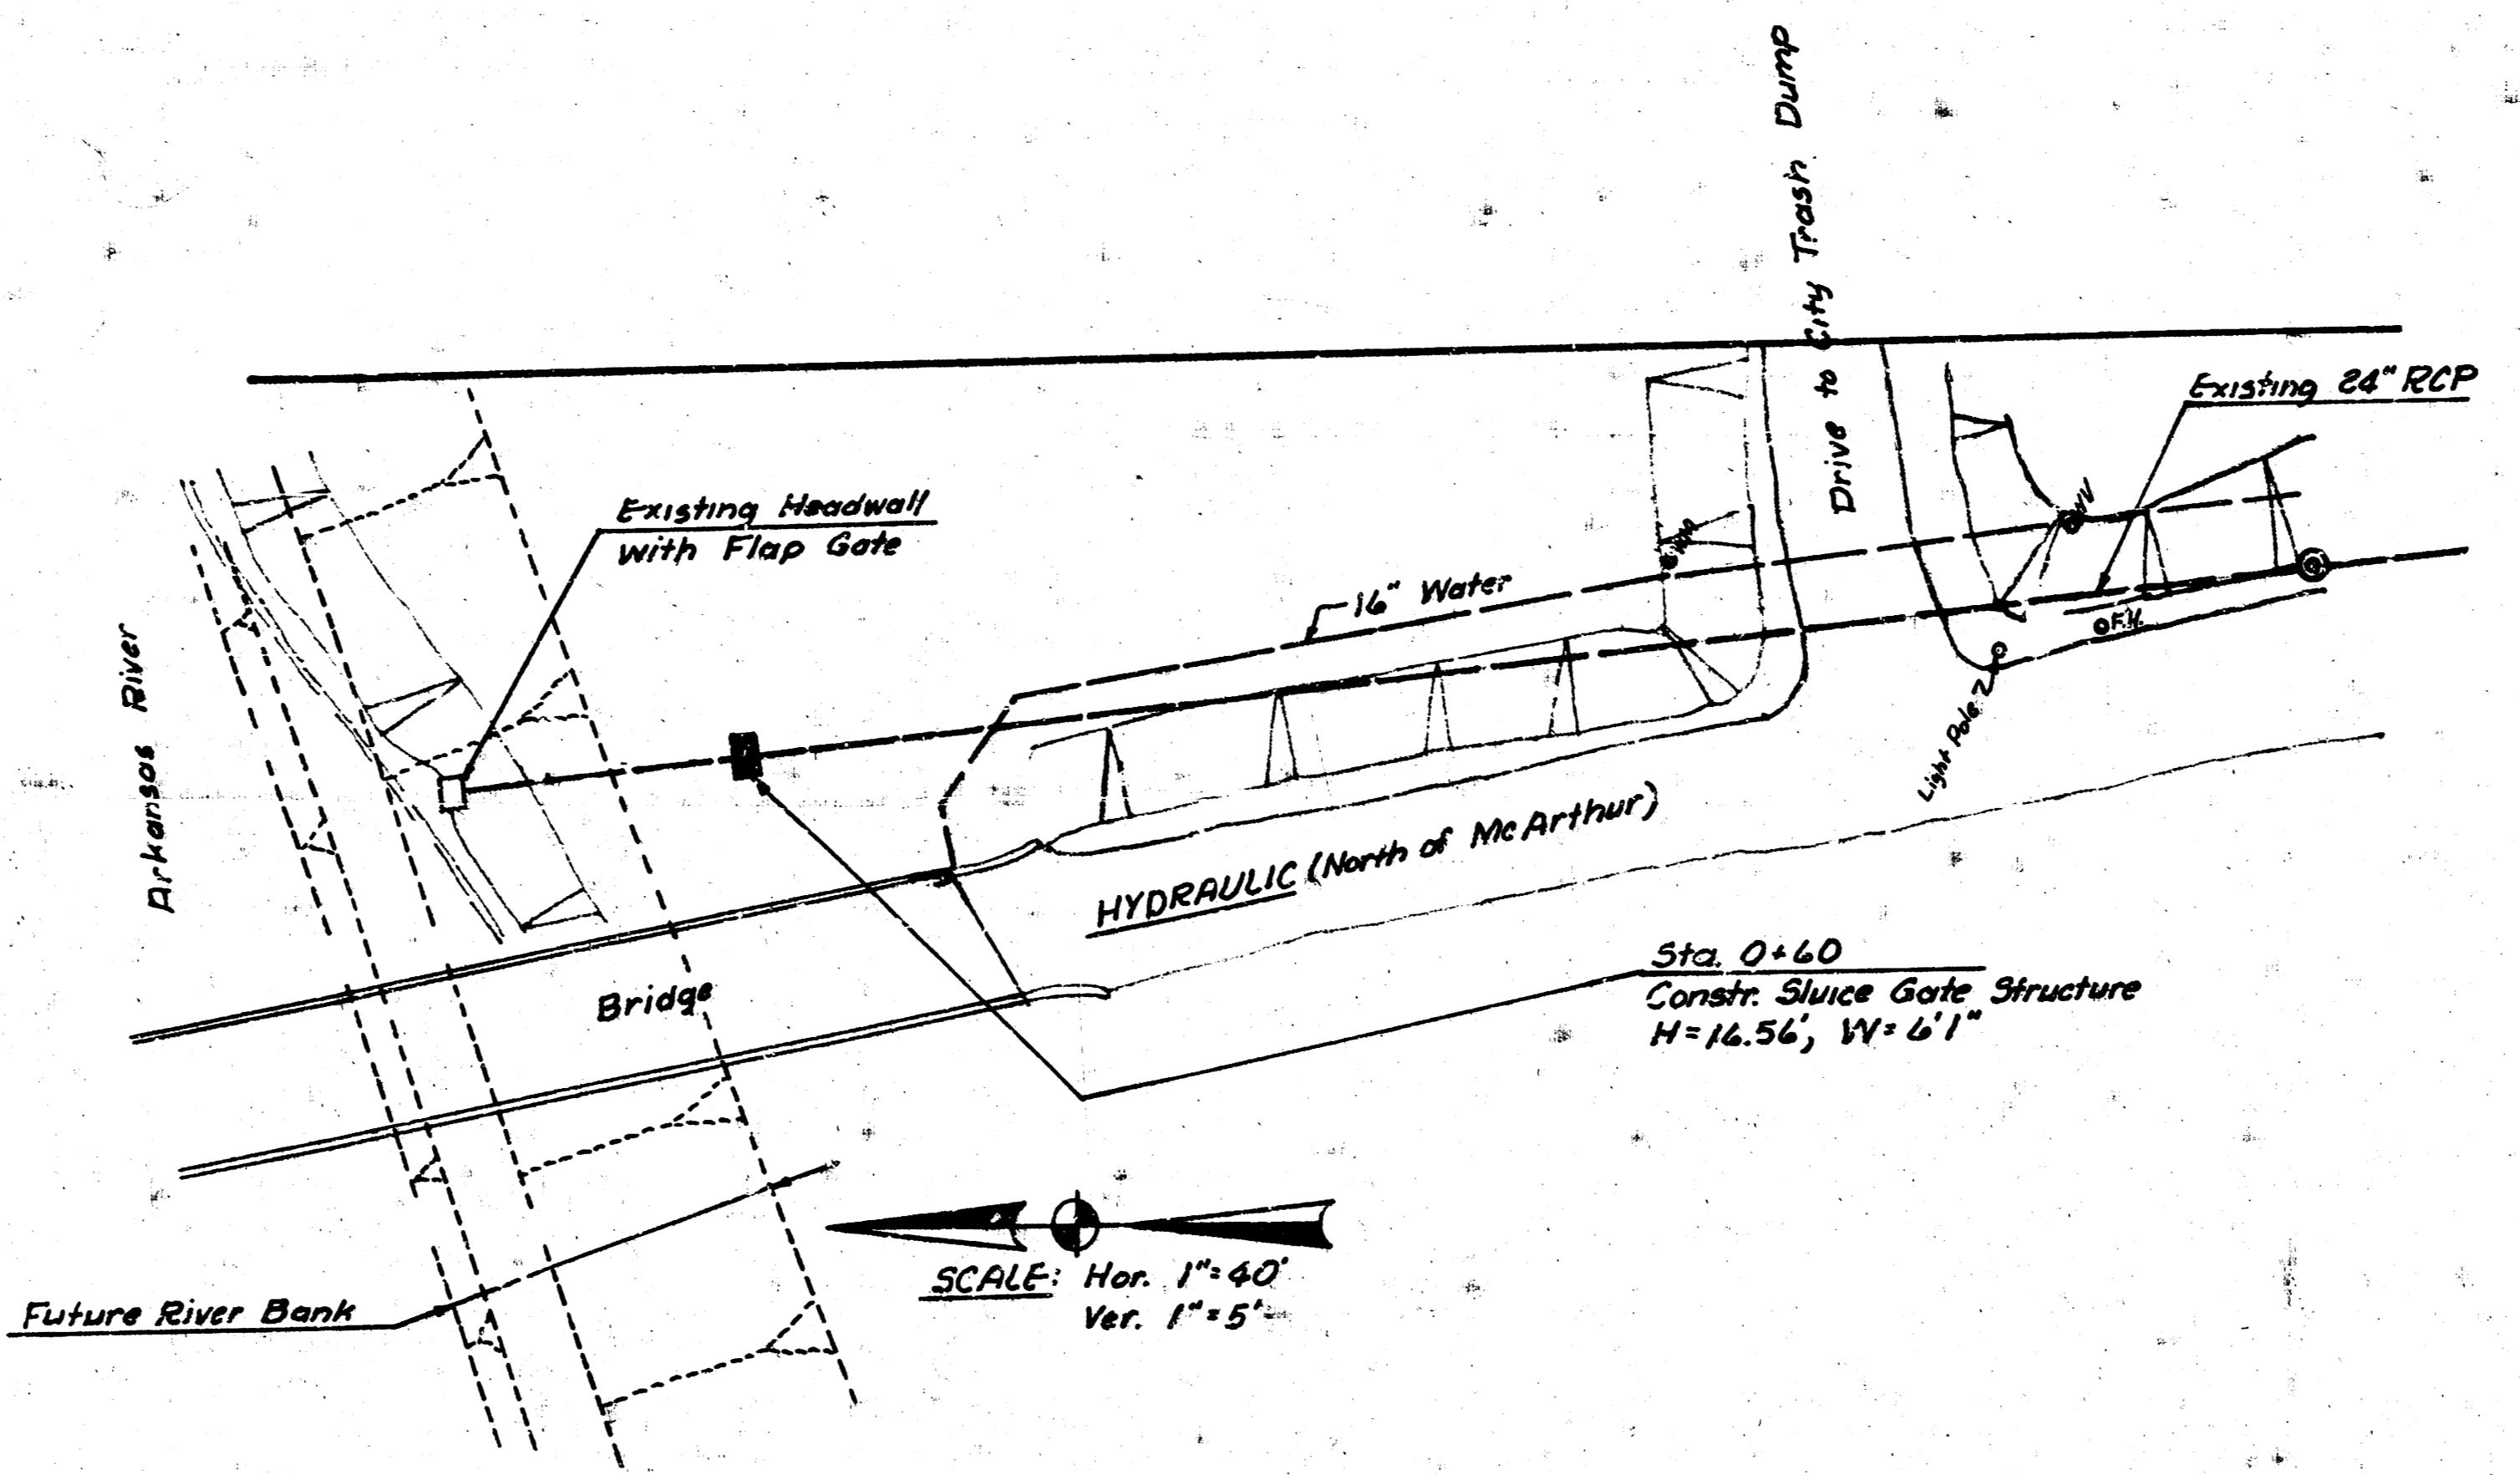 Drive to City Trash Dump
Existing 24" RCP
Existing Headwall
with Flap Gate
16" Water
O F.H.
Arkansas River
Light Pole
HYDRAULIC (North of McArthur)
Bridge
Sta. 0+60
Constr. Sluice Gate Structure
H=16.56', W=6'1"
SCALE: Hor. 1"=40'
Ver. 1"=5'
Future River Bank